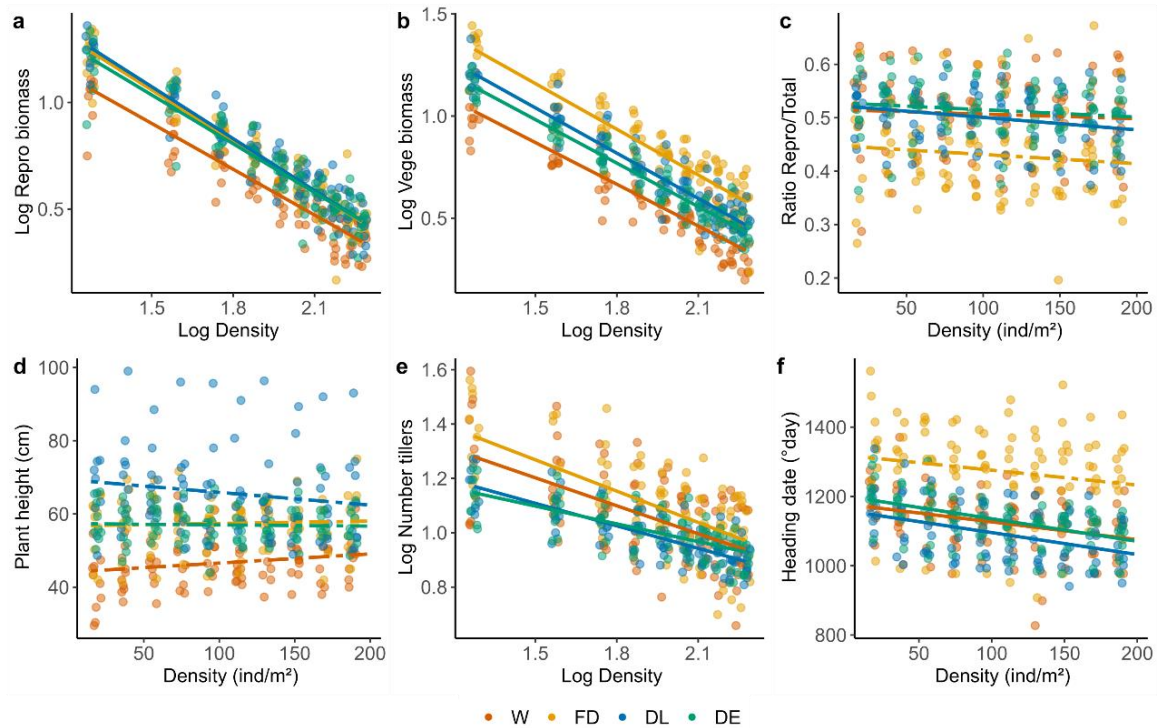 a
Log Repro biomass
1.0
0.5
1.5 1.8 2.1
Log Density
b
Log Vege biomass
1.5
1.0
0.5
1.5 1.8 2.1
Log Density
c
Ratio Repro/Total
0.6
0.5
0.4
0.3
0.2
50 100 150 200
Density (ind/m²)
d
Plant height (cm)
100
80
60
40
50 100 150 200
Density (ind/m²)
e
Log Number tillers
1.6
1.4
1.2
1.0
0.8
1.5 1.8 2.1
Log Density
f
Heading date (°day)
1400
1200
1000
800
50 100 150 200
Density (ind/m²)
W FD DL DE